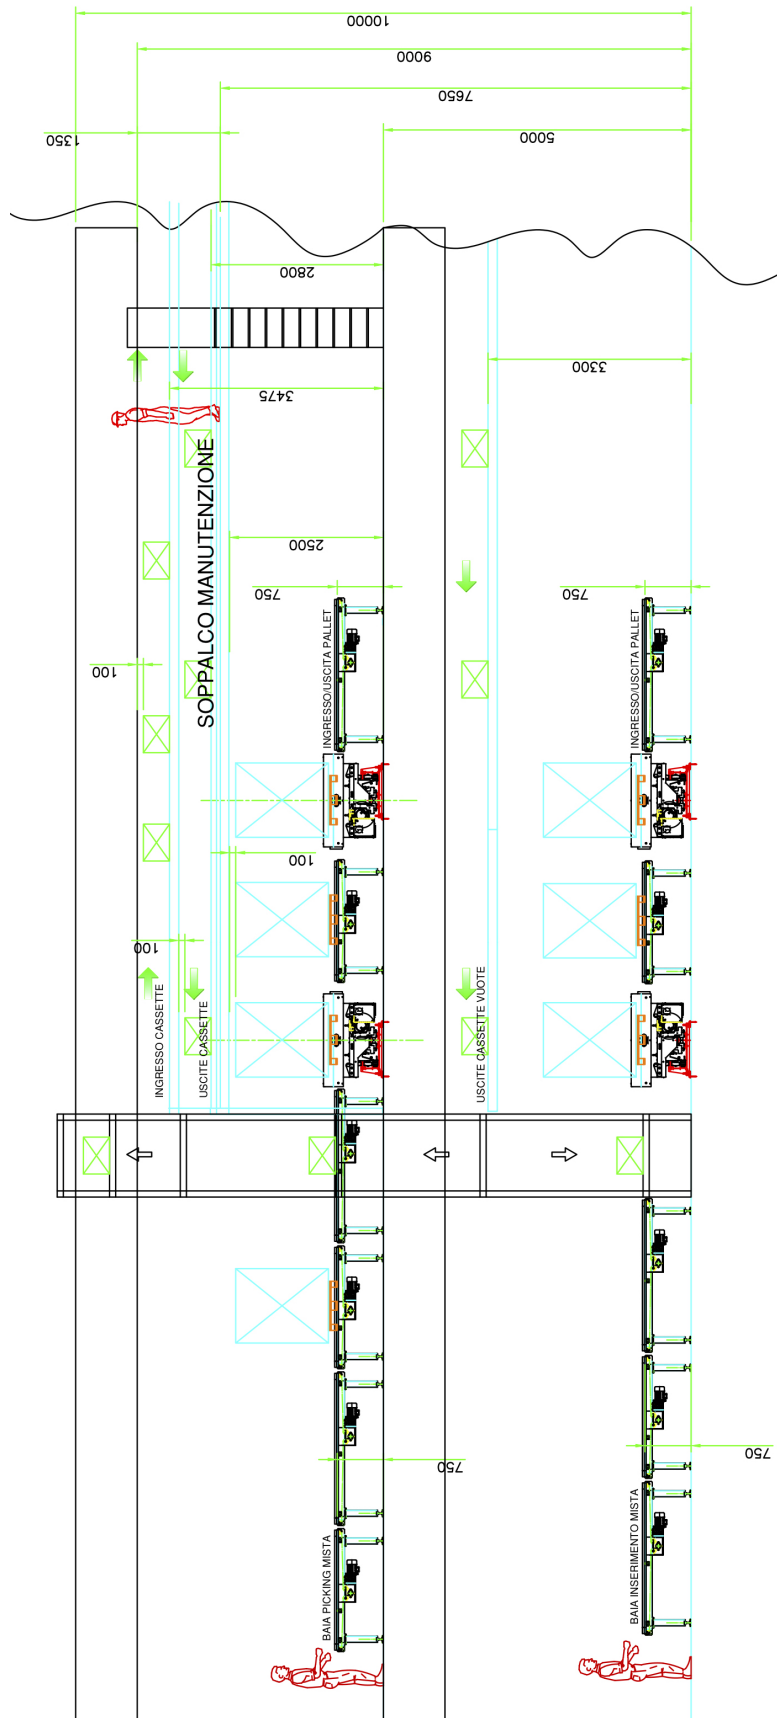 10000
9000
7650
5000
1350
2800
3300
3475
SOPPALCO MANUTENZIONE
2500
750
750
INGRESSO/USCITA PALLET
INGRESSO/USCITA PALLET
100
100
100
INGRESSO CASSETTE
USCITE CASSETTE
USCITE CASSETTE VUOTE
750
750
BAIA PICKING MISTA
BAIA INSERIMENTO MISTA